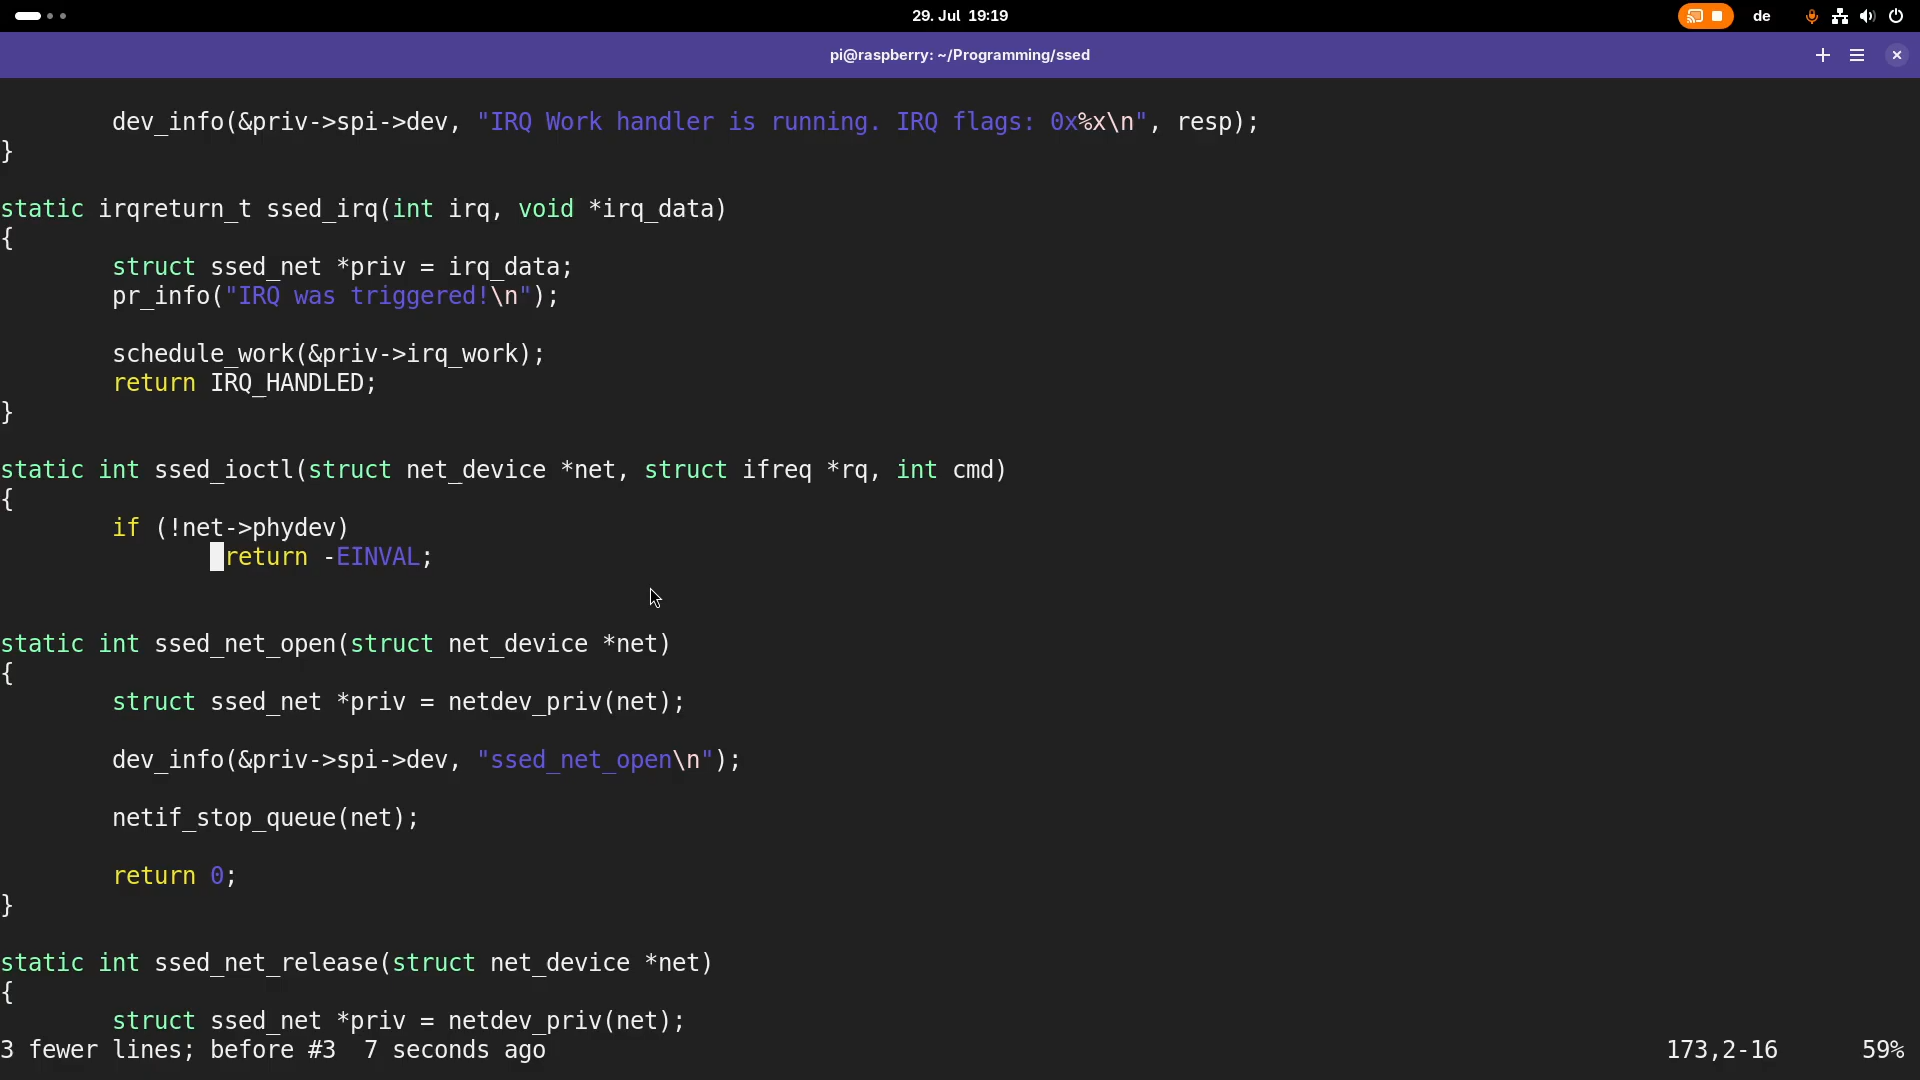 29. Jul 19:19
de
pi@raspberry: ~/Programming/ssed
dev_info(&priv->spi->dev, "IRQ Work handler is running. IRQ flags: 0x%x\n", resp);
}
static irqreturn_t ssed_irq(int irq, void *irq_data)
{
struct ssed_net *priv = irq_data;
pr_info("IRQ was triggered!\n");
schedule_work(&priv->irq_work);
return IRQ_HANDLED;
}
static int ssed_ioctl(struct net_device *net, struct ifreq *rq, int cmd)
{
if (!net->phydev)
return -EINVAL;
static int ssed_net_open(struct net_device *net)
{
struct ssed_net *priv = netdev_priv(net);
dev_info(&priv->spi->dev, "ssed_net_open\n");
netif_stop_queue(net);
return 0;
}
static int ssed_net_release(struct net_device *net)
{
struct ssed_net *priv = netdev_priv(net);
3 fewer lines; before #3  7 seconds ago 173,2-16 59%